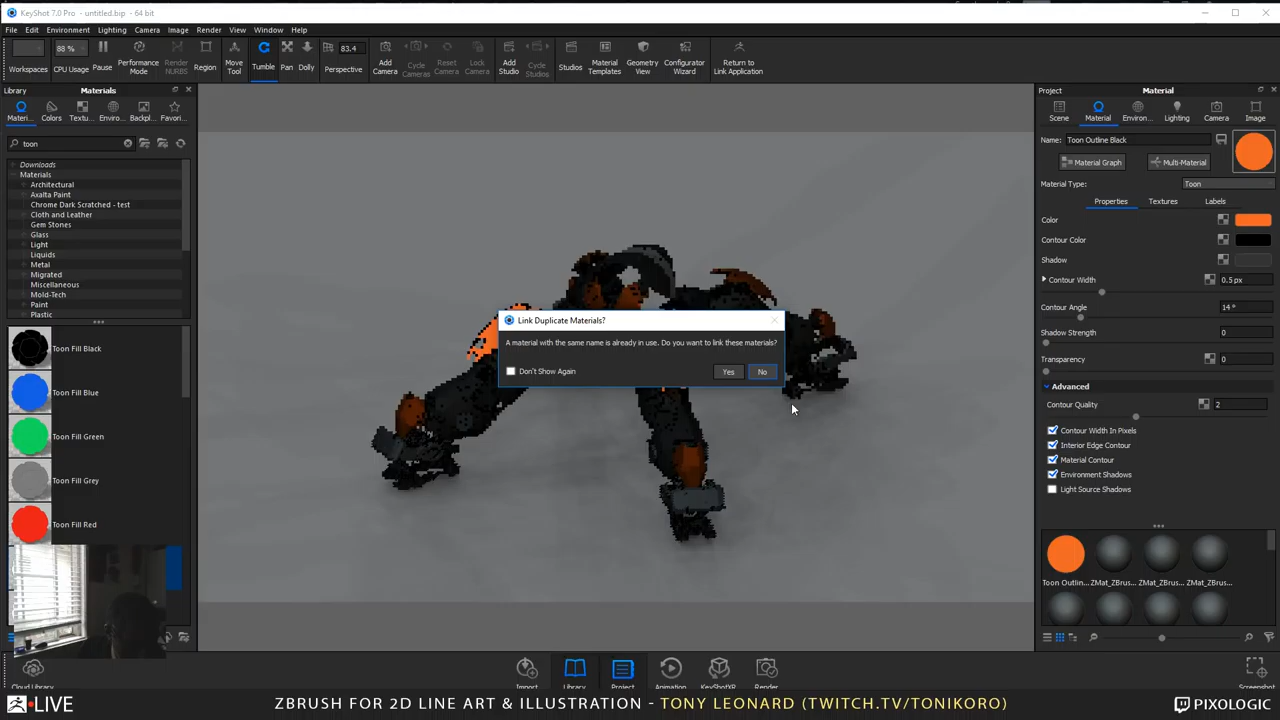 KeyShot 7.0 Pro - untitled.bip - 64 bit
File Edit Environment Lighting Camera Image Render View Window Help
88 % 83.4
Workspaces CPU Usage Pause Performance Mode Render NURBS Region Move Tool Tumble Pan Dolly Perspective Add Camera Cycle Cameras Reset Camera Lock Camera Add Studio Cycle Studios Studios Material Templates Geometry View Configurator Wizard Return to Link Application
Library Materials
Materi... Colors Textu... Enviro... Backpl... Favori...
toon
Downloads
Materials
Architectural
Axalta Paint
Chrome Dark Scratched - test
Cloth and Leather
Gem Stones
Glass
Light
Liquids
Metal
Migrated
Miscellaneous
Mold-Tech
Paint
Plastic
Toon Fill Black
Toon Fill Blue
Toon Fill Green
Toon Fill Grey
Toon Fill Red
Link Duplicate Materials?
A material with the same name is already in use. Do you want to link these materials?
Don't Show Again Yes No
Project Material
Scene Material Environ... Lighting Camera Image
Name: Toon Outline Black
Material Graph Multi-Material
Material Type: Toon
Properties Textures Labels
Color
Contour Color
Shadow
Contour Width 0.5 px
Contour Angle 14 °
Shadow Strength 0
Transparency 0
Advanced
Contour Quality 2
Contour Width In Pixels
Interior Edge Contour
Material Contour
Environment Shadows
Light Source Shadows
Toon Outlin... ZMat_ZBrus... ZMat_ZBrus... ZMat_ZBrus...
Cloud Library Import Library Project Animation KeyShotXR Render Screenshot
LIVE ZBRUSH FOR 2D LINE ART & ILLUSTRATION - TONY LEONARD (TWITCH.TV/TONIKORO) PIXOLOGIC